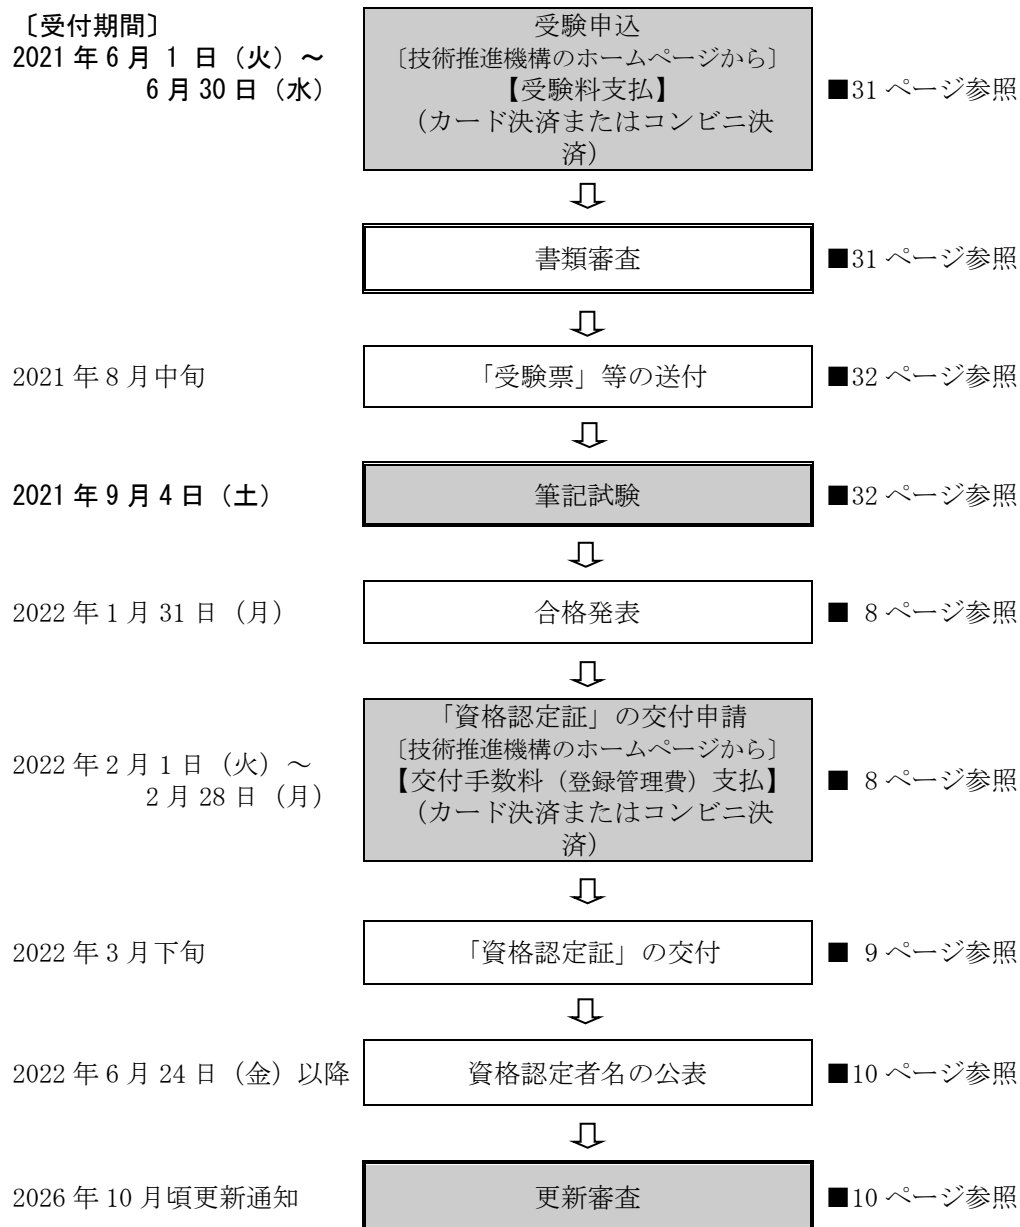 〔受付期間〕
2021 年 6 月 1 日（火）～
6 月 30 日（水）
受験申込
〔技術推進機構のホームページから〕
【受験料支払】
（カード決済またはコンビニ決
済）
■31 ページ参照
書類審査
■31 ページ参照
2021 年 8 月中旬
「受験票」等の送付
■32 ページ参照
2021 年 9 月 4 日（土）
筆記試験
■32 ページ参照
2022 年 1 月 31 日（月）
合格発表
■ 8 ページ参照
2022 年 2 月 1 日（火）～
2 月 28 日（月）
「資格認定証」の交付申請
〔技術推進機構のホームページから〕
【交付手数料（登録管理費）支払】
（カード決済またはコンビニ決
済）
■ 8 ページ参照
2022 年 3 月下旬
「資格認定証」の交付
■ 9 ページ参照
2022 年 6 月 24 日（金）以降
資格認定者名の公表
■10 ページ参照
2026 年 10 月頃更新通知
更新審査
■10 ページ参照